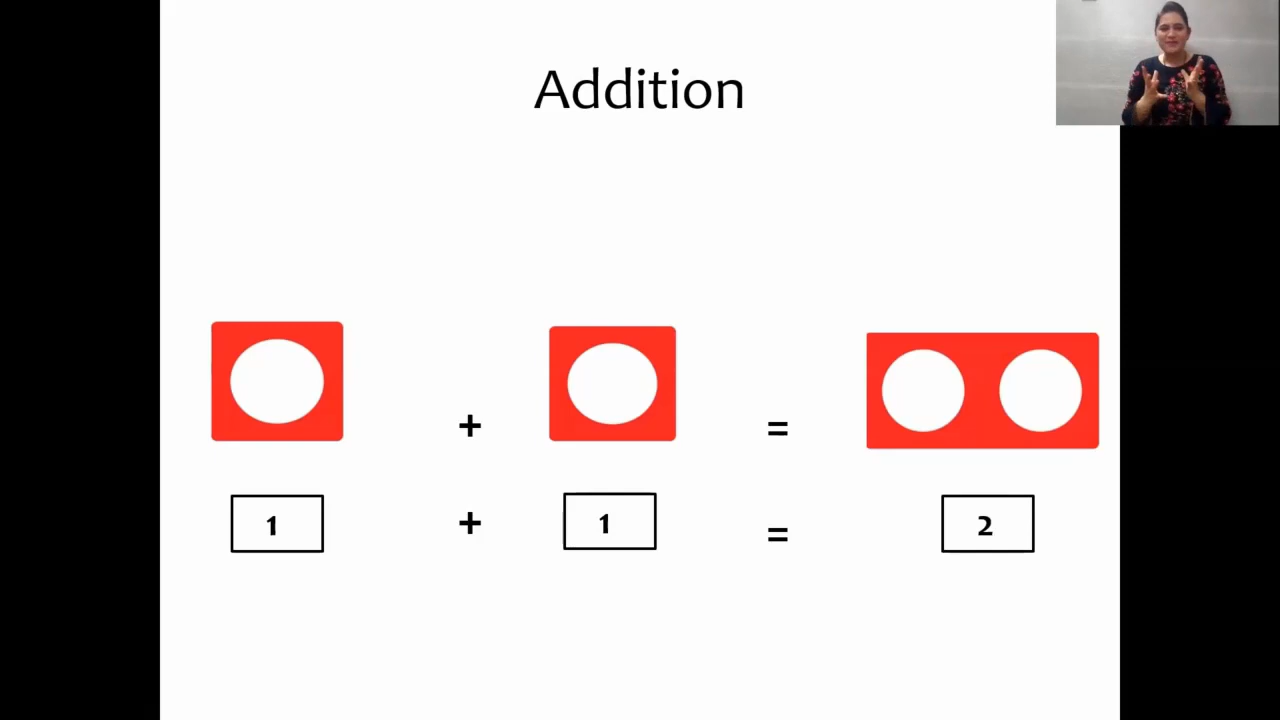 Addition
+ =
1 + 1 = 2